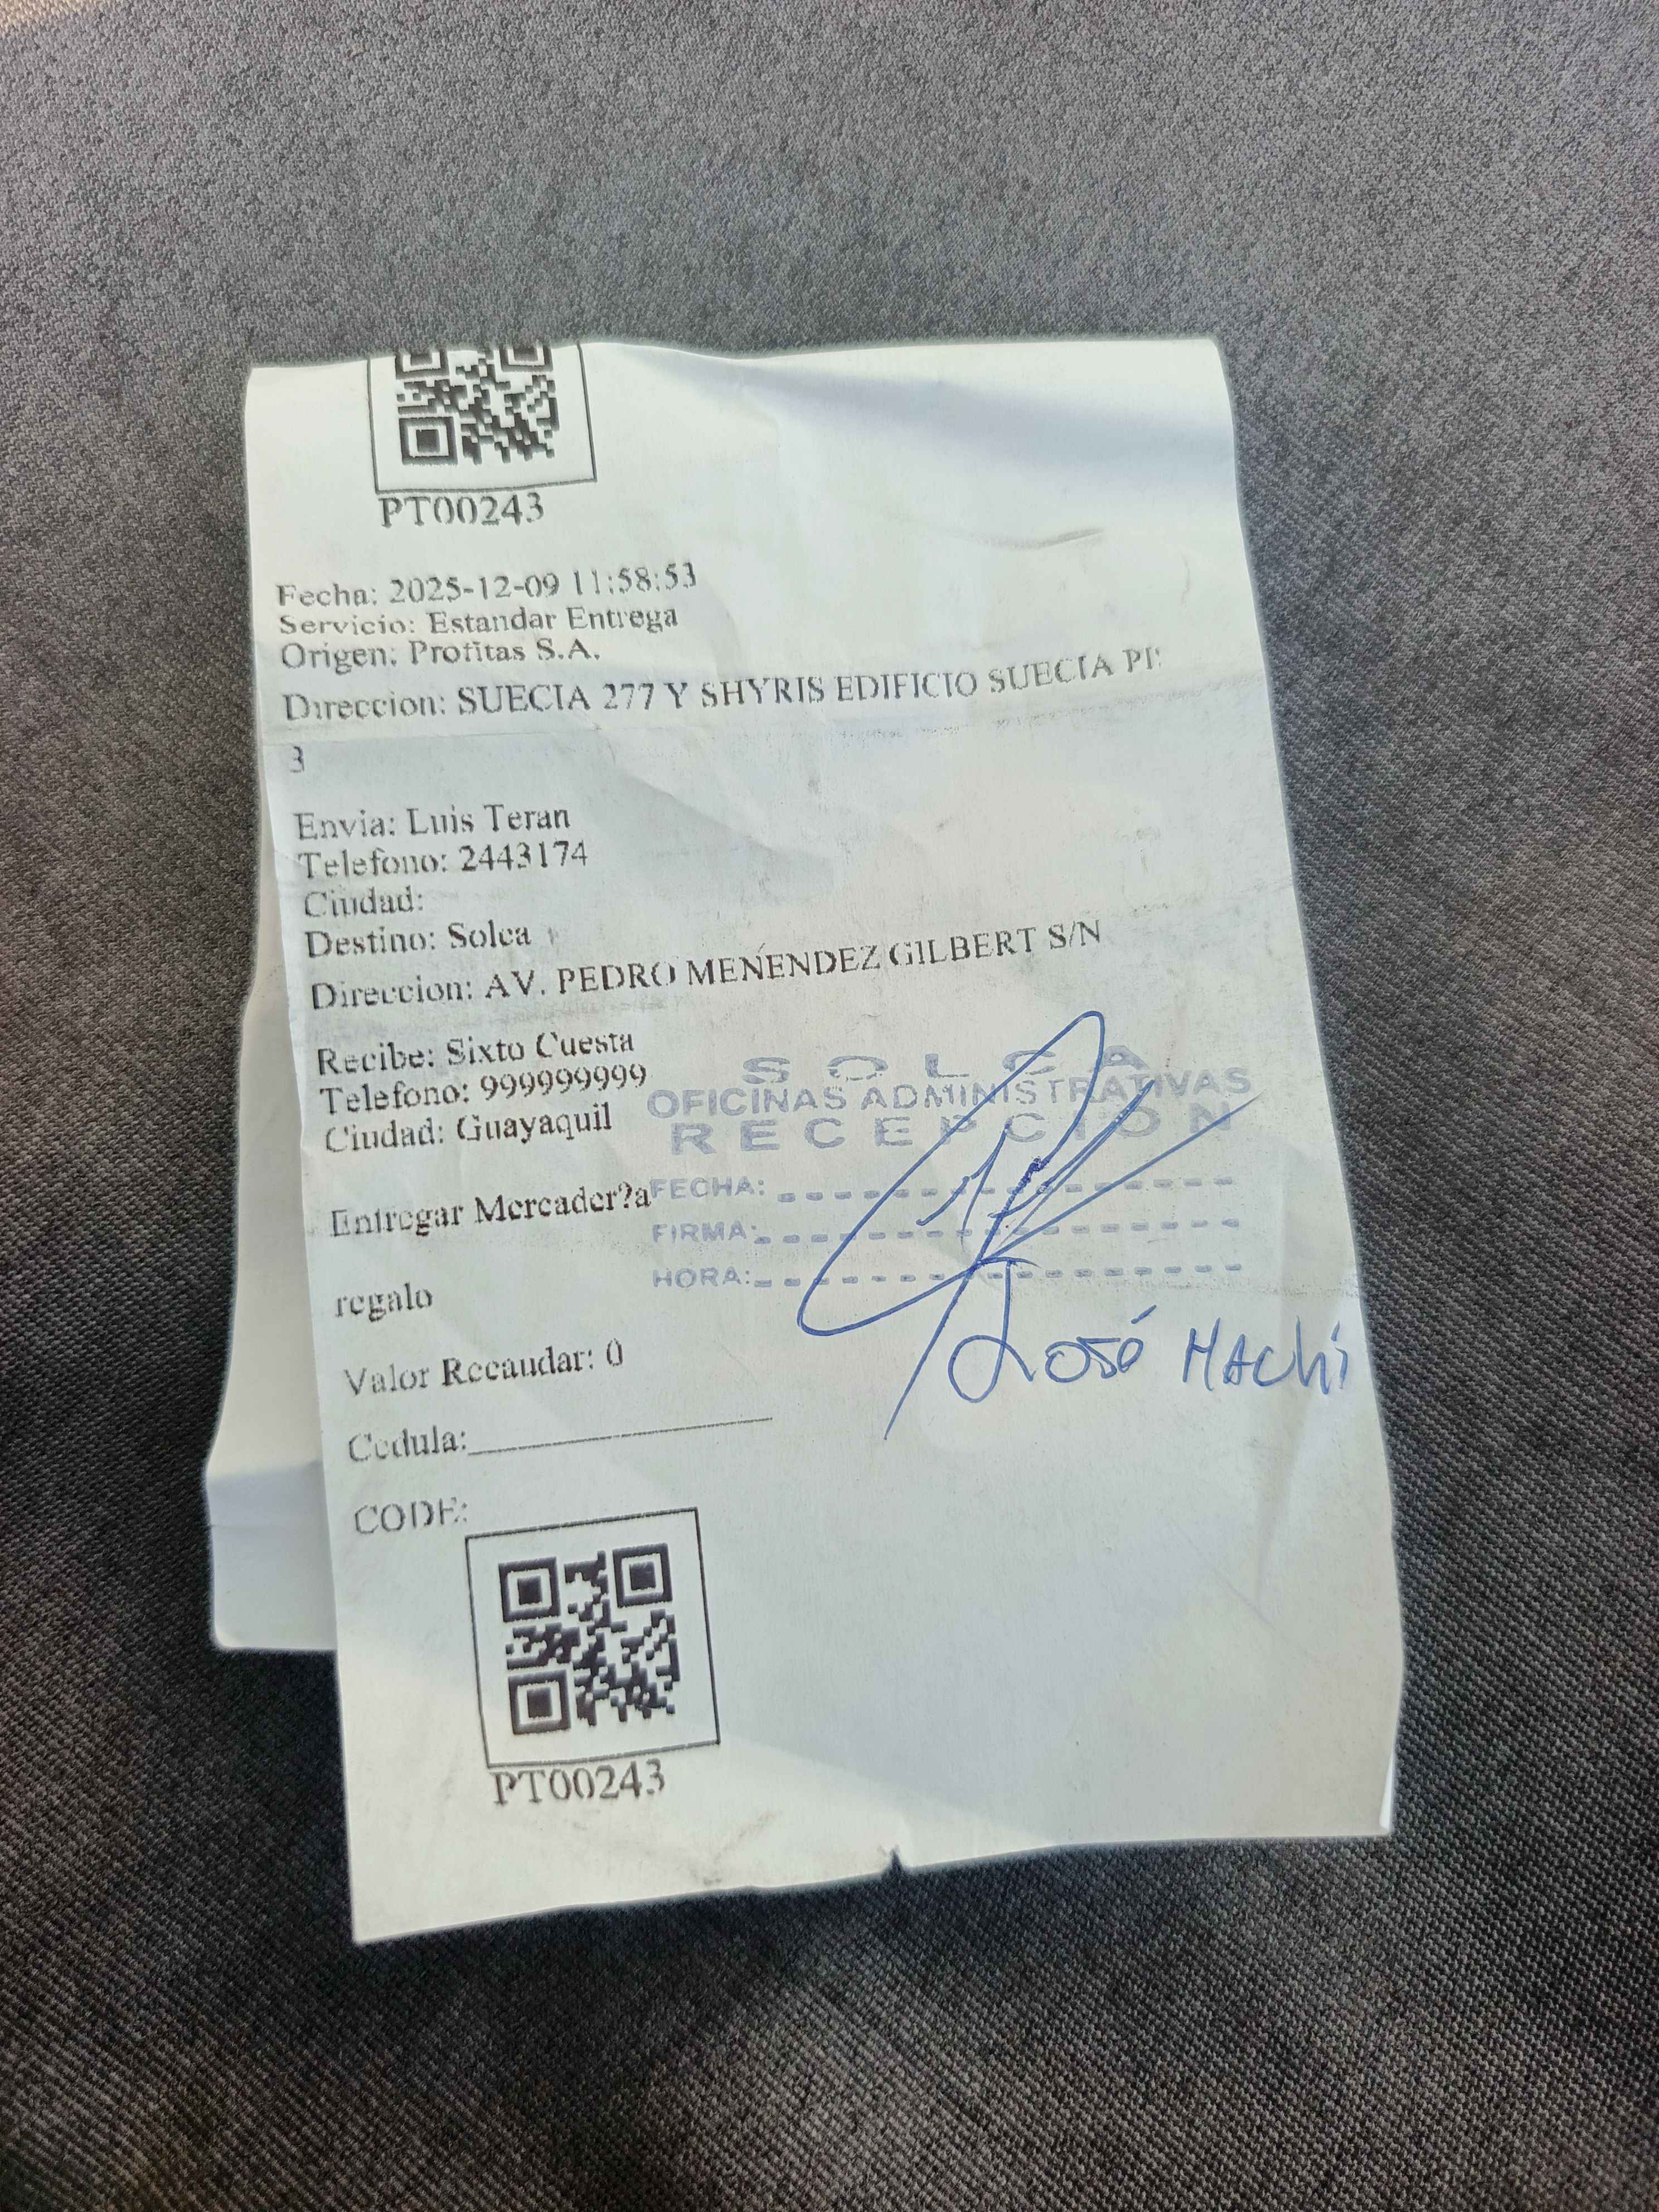 PT00243
Fecha: 2025-12-09 11:58:53
Servicio: Estandar Entrega
Origen: Profitas S.A.
Direccion: SUECIA 277 Y SHYRIS EDIFICIO SUECIA
3
Envia: Luis Teran
Telefono: 2443174
Ciudad:
Destino: Solca
Direccion: AV. PEDRO MENÉNDEZ GILBERT S/N
Recibe: Sixto Cuesta
Telefono: 999999999
Ciudad: Guayaquil
SOLCA
OFICINAS ADMINISTRATIVAS
RECEPCION
Entregar Mercader?a
FECHA:
FIRMA:
HORA:
regalo
José
Valor Recaudar: 0
Cedula:
CODE:
PT00243